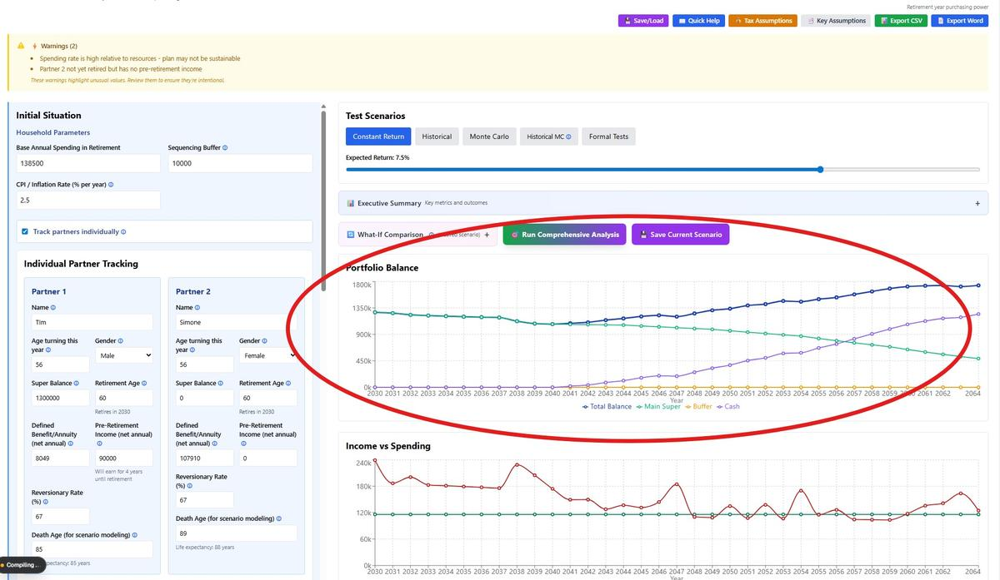 Retirement year purchasing power
Save/Load
Quick Help
Tax Assumptions
Key Assumptions
Export CSV
Export Word
Warnings (2)
Spending rate is high relative to resources - plan may not be sustainable
Partner 2 not yet retired but has no pre-retirement income
These warnings highlight unusual values. Review them to ensure they're intentional.
Initial Situation
Household Parameters
Base Annual Spending in Retirement
Sequencing Buffer
138500
10000
CPI / Inflation Rate (% per year)
2.5
Track partners individually
Individual Partner Tracking
Partner 1
Name
Tim
Age turning this
year
Gender
56
Male
Super Balance
Retirement Age
1300000
60
Retires in 2030
Defined
Benefit/Annuity
(net annual)
Pre-Retirement
Income (net annual)
8049
90000
Will earn for 4 years
until retirement
Reversionary Rate
(%)
67
Death Age (for scenario modeling)
85
expectancy: 85 years
Compiling ..
Partner 2
Name
Simone
Age turning this
year
Gender
56
Female
Super Balance
Retirement Age
0
60
Retires in 2030
Defined
Benefit/Annuity
(net annual)
Pre-Retirement
Income (net annual)
107910
0
Reversionary Rate
(%)
67
Death Age (for scenario modeling)
89
Life expectancy: 88 years
Test Scenarios
Constant Return
Historical
Monte Carlo
Historical MC
Formal Tests
Expected Return: 7.5%
Executive Summary Key metrics and outcomes +
What-If Comparison scenario) +
Run Comprehensive Analysis
Save Current Scenario
Portfolio Balance
1800k
1350k
900k
450k
0k
2030 2031 2032 2033 2034 2035 2036 2037 2038 2039 2040 2041 2042 2043 2044 2045 2046 2047 2048 2049 2050 2051 2052 2053 2054 2055 2056 2057 2058 2059 2060 2061 2062 2064
Year
Total Balance Main Super Buffer Cash
Income vs Spending
240k
180k
120k
60k
0k
2030 2031 2032 2033 2034 2035 2036 2037 2038 2039 2040 2041 2042 2043 2044 2045 2046 2047 2048 2049 2050 2051 2052 2053 2054 2055 2056 2057 2058 2059 2060 2061 2062 2064
Year